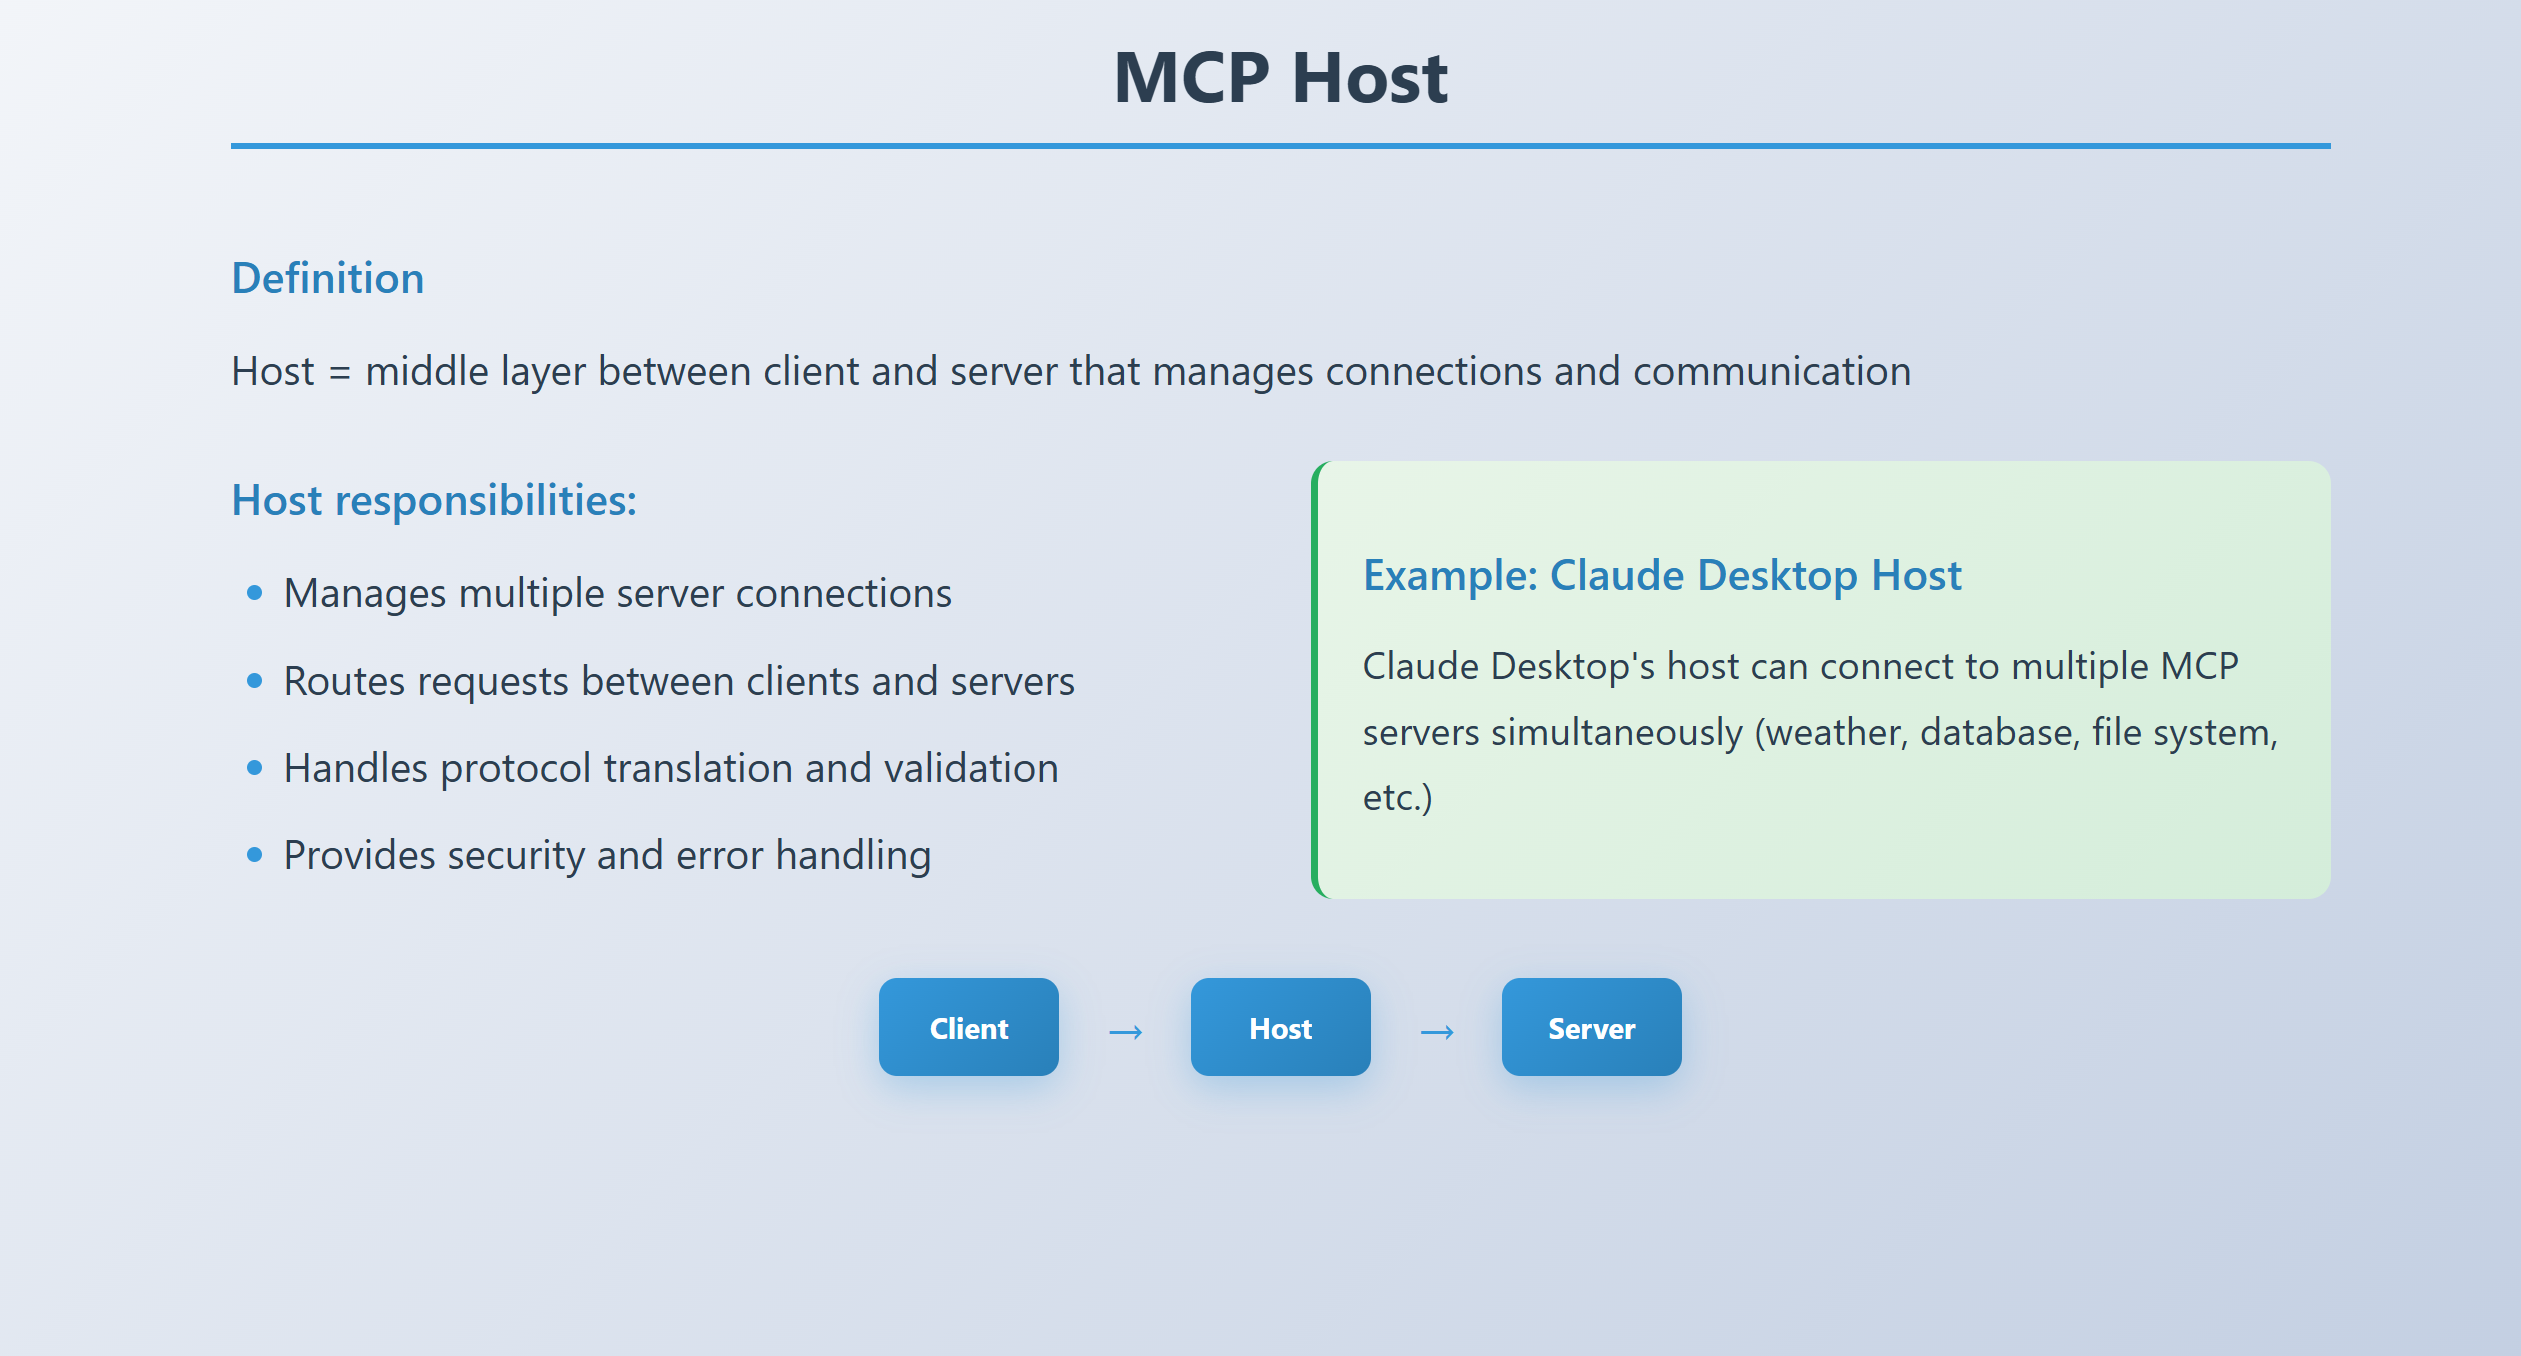 MCP Host
Definition
Host = middle layer between client and server that manages connections and communication
Host responsibilities:
Manages multiple server connections
Routes requests between clients and servers
Handles protocol translation and validation
Provides security and error handling
Example: Claude Desktop Host
Claude Desktop's host can connect to multiple MCP
servers simultaneously (weather, database, file system,
etc.)
Client → Host → Server